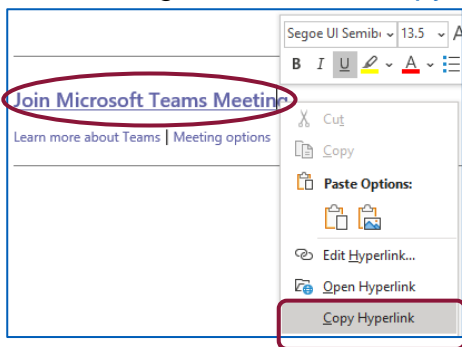 Segoe UI Semib 13.5 A
B I U A
Join Microsoft Teams Meeting
Learn more about Teams | Meeting options
Cut
Copy
Paste Options:
Edit Hyperlink...
Open Hyperlink
Copy Hyperlink